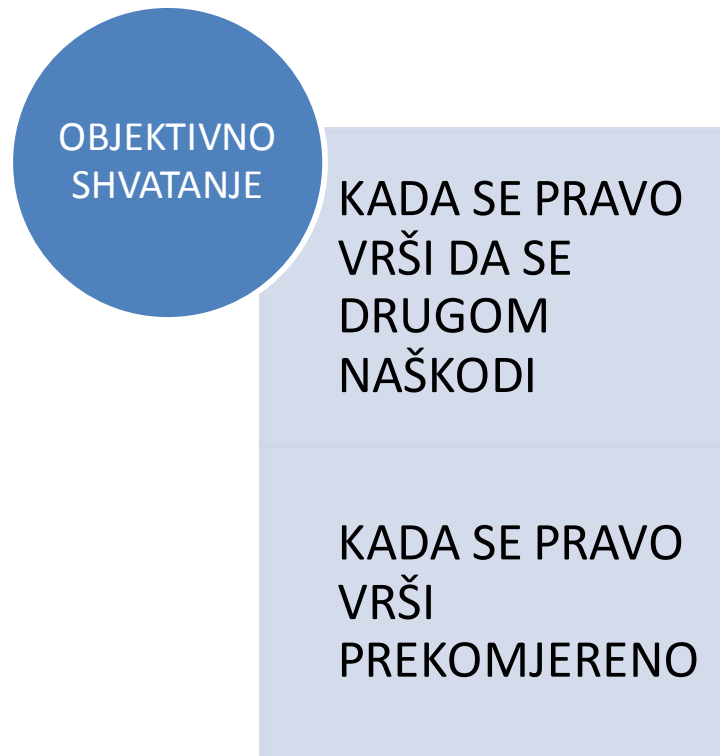 OBJEKTIVNO
SHVATANJE
KADA SE PRAVO
VRŠI DA SE
DRUGOM
NAŠKODI
KADA SE PRAVO
VRŠI
PREKOMJERENO